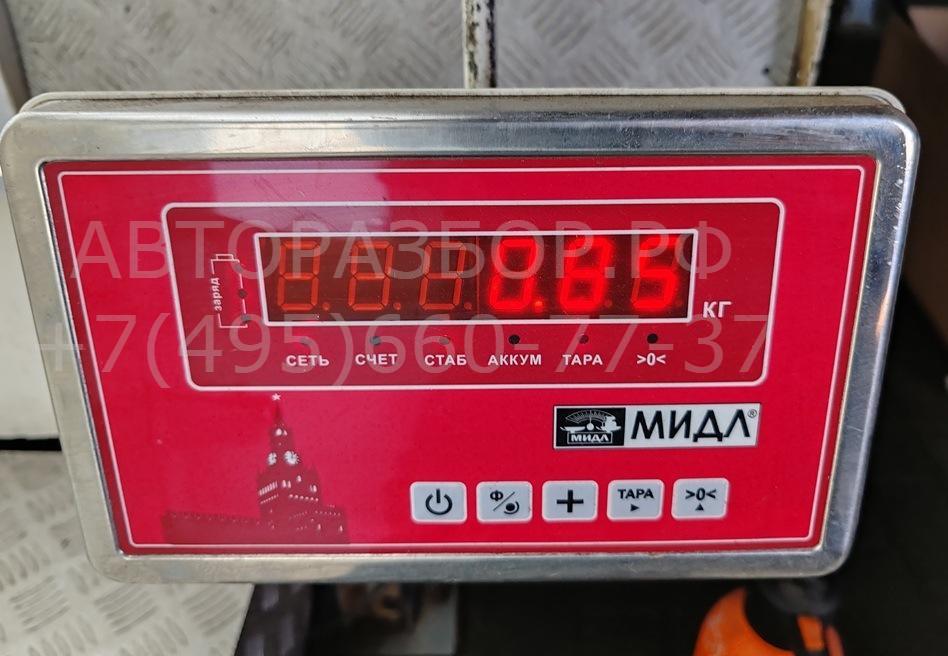 АВТОРАЗБОР.РФ
+7(495)660-77-37
заряд
0.85
КГ
СЕТЬ СЧЕТ СТАБ АККУМ ТАРА >0<
МИДЛ МИДЛ®
Ф
ТАРА
>0<